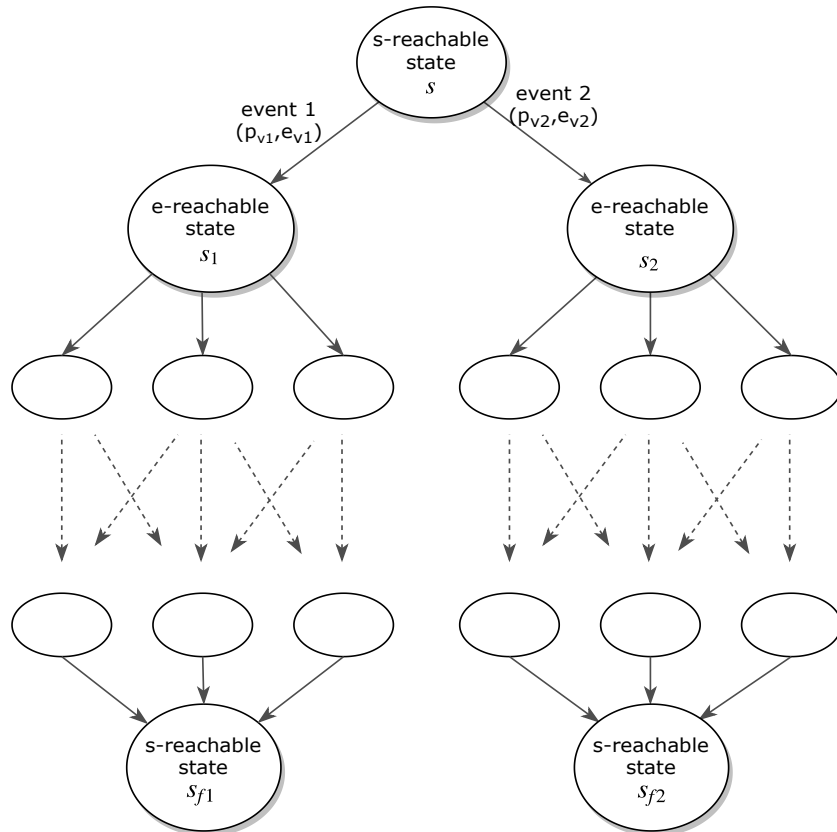 s-reachable
state
s
event 1
(pv1,ev1)
event 2
(pv2,ev2)
e-reachable
state
s1
e-reachable
state
s2
s-reachable
state
sf1
s-reachable
state
sf2